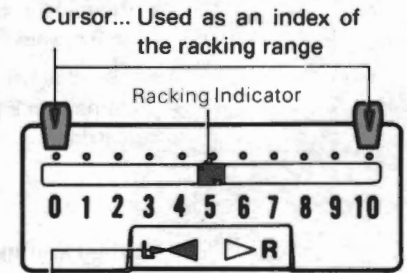 Cursor... Used as an index of
the racking range
Racking Indicator
0 1 2 3 4 5 6 7 8 9 10
L R